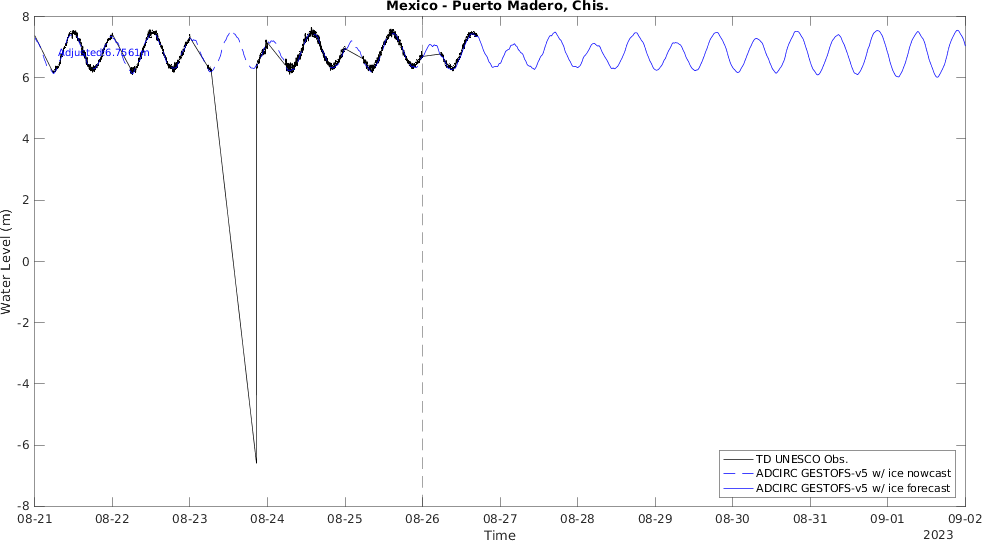 Mexico - Puerto Madero, Chis.
Adjusted 6.7561m
Water Level (m)
8
6
4
2
0
-2
-4
-6
-8
TD UNESCO Obs.
ADCIRC GESTOFS-v5 w/ ice nowcast
ADCIRC GESTOFS-v5 w/ ice forecast
08-21 08-22 08-23 08-24 08-25 08-26 08-27 08-28 08-29 08-30 08-31 09-01 09-02
Time
2023